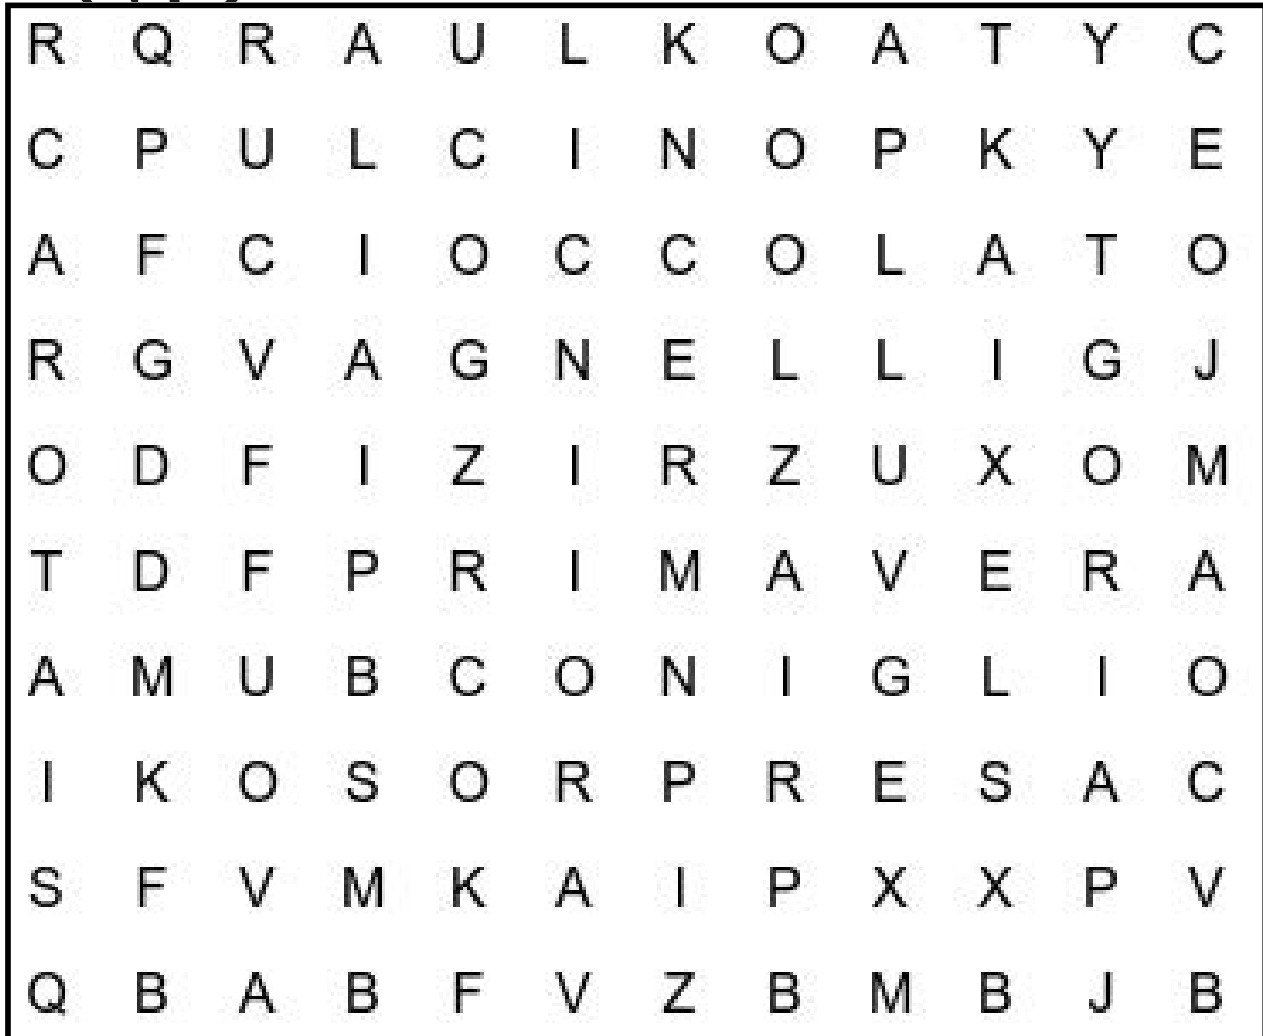 R Q R A U L K O A T Y C
C P U L C I N O P K Y E
A F C I O C C O L A T O
R G V A G N E L L I G J
O D F I Z I R Z U X O M
T D F P R I M A V E R A
A M U B C O N I G L I O
I K O S O R P R E S A C
S F V M K A I P X X P V
Q B A B F V Z B M B J B